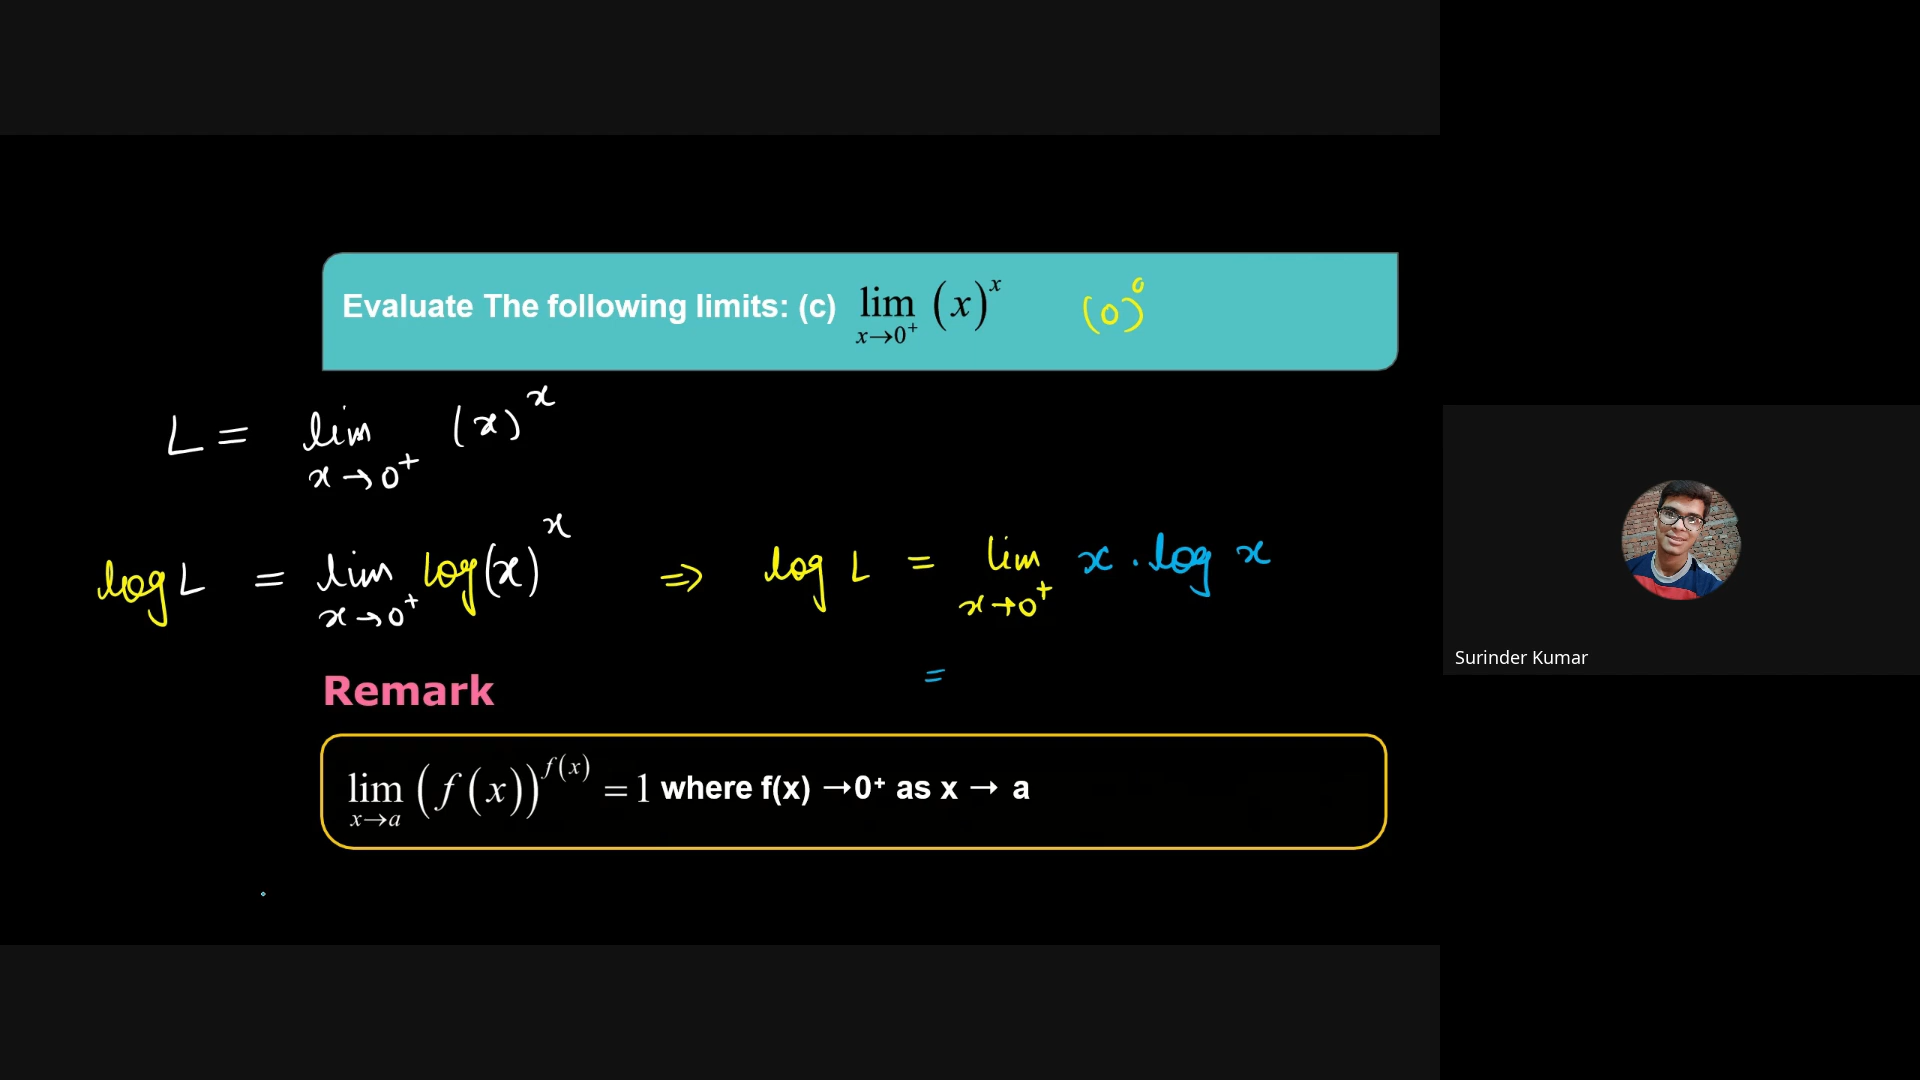 Evaluate The following limits: (c) lim x→0⁺ (x)ˣ (0)⁰
L = lim x→0⁺ (x)ˣ
log L = lim x→0⁺ log(x)ˣ ⇒ log L = lim x→0⁺ x . log x
=
Remark
lim x→a (f(x))^f(x) = 1 where f(x) →0⁺ as x → a
Surinder Kumar